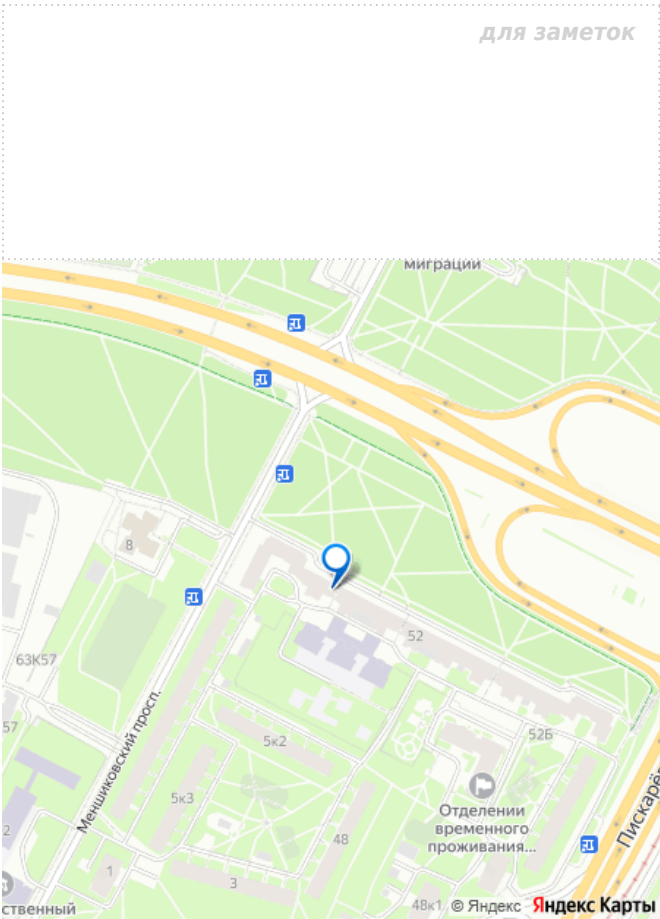 для заметок
миграции
8
52
63К57
57
Меншиковский просп.
5к2
52Б
5к3
Отделении
временного
проживания...
48
2
1
3
48к1
ственный
Пискарёв
© Яндекс
Яндекс Карты